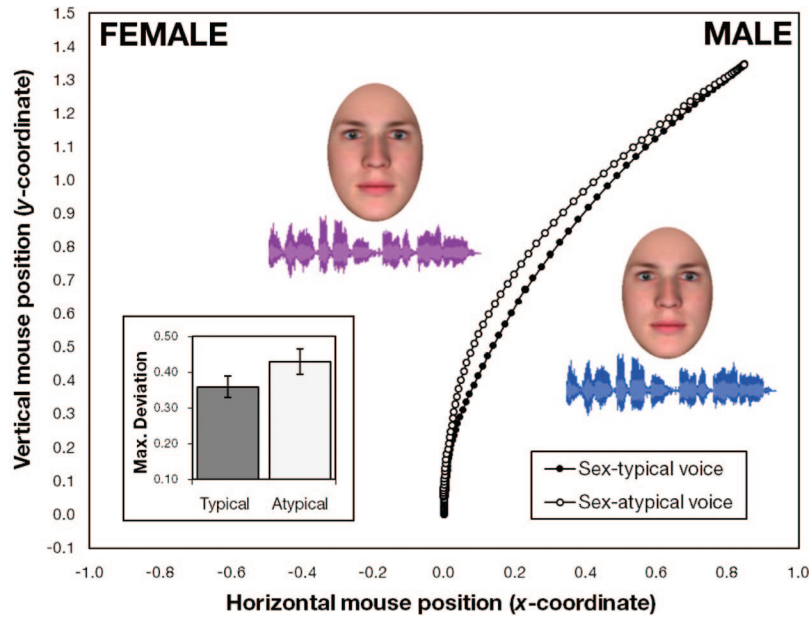 FEMALE
MALE
1.5
1.4
1.3
1.2
1.1
1.0
0.9
0.8
0.7
0.6
0.5
0.4
0.3
0.2
0.1
0.0
-0.1
Vertical mouse position (y-coordinate)
0.50
0.40
0.30
0.20
0.10
Max. Deviation
Typical Atypical
Sex-typical voice
Sex-atypical voice
-1.0 -0.8 -0.6 -0.4 -0.2 0.0 0.2 0.4 0.6 0.8 1.0
Horizontal mouse position (x-coordinate)